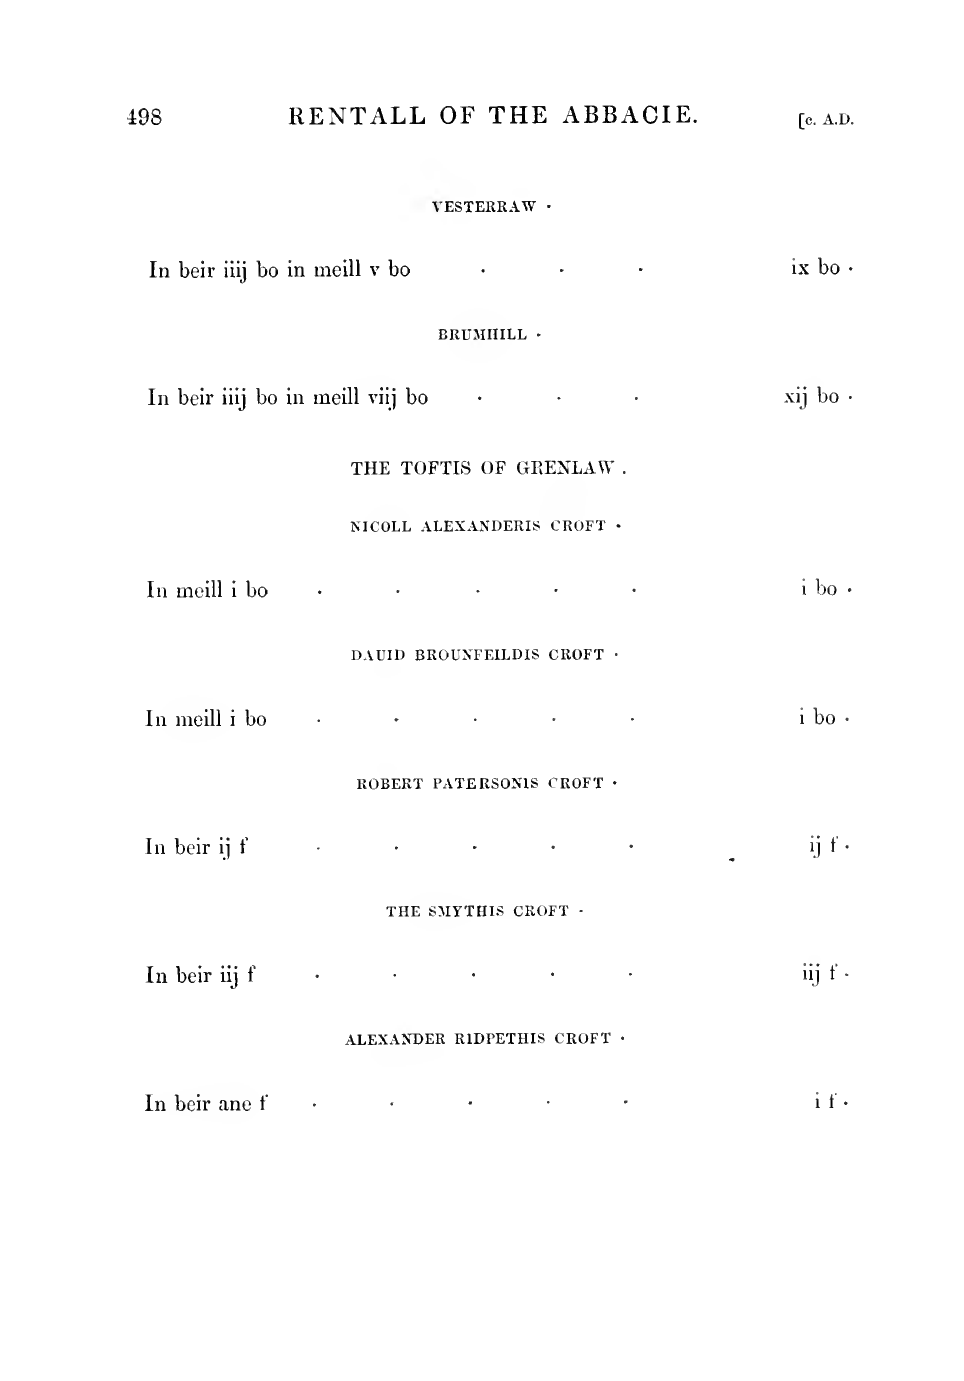 498 RENTALL OF THE ABBACIE. [c. A.D.
VESTERRAW ·
In beir iiij bo in meill v bo · · · ix bo ·
BRUMHILL ·
In beir iiij bo in meill viij bo · · · xij bo ·
THE TOFTIS OF GRENLAW .
NICOLL ALEXANDERIS CROFT ·
In meill i bo · · · · · i bo ·
DAUID BROUNFEILDIS CROFT ·
In meill i bo · · · · · i bo ·
ROBERT PATERSONIS CROFT ·
In beir ij f · · · · · ij f ·
THE SMYTHIS CROFT ·
In beir iij f · · · · · iij f ·
ALEXANDER RIDPETHIS CROFT ·
In beir ane f · · · · · i f ·